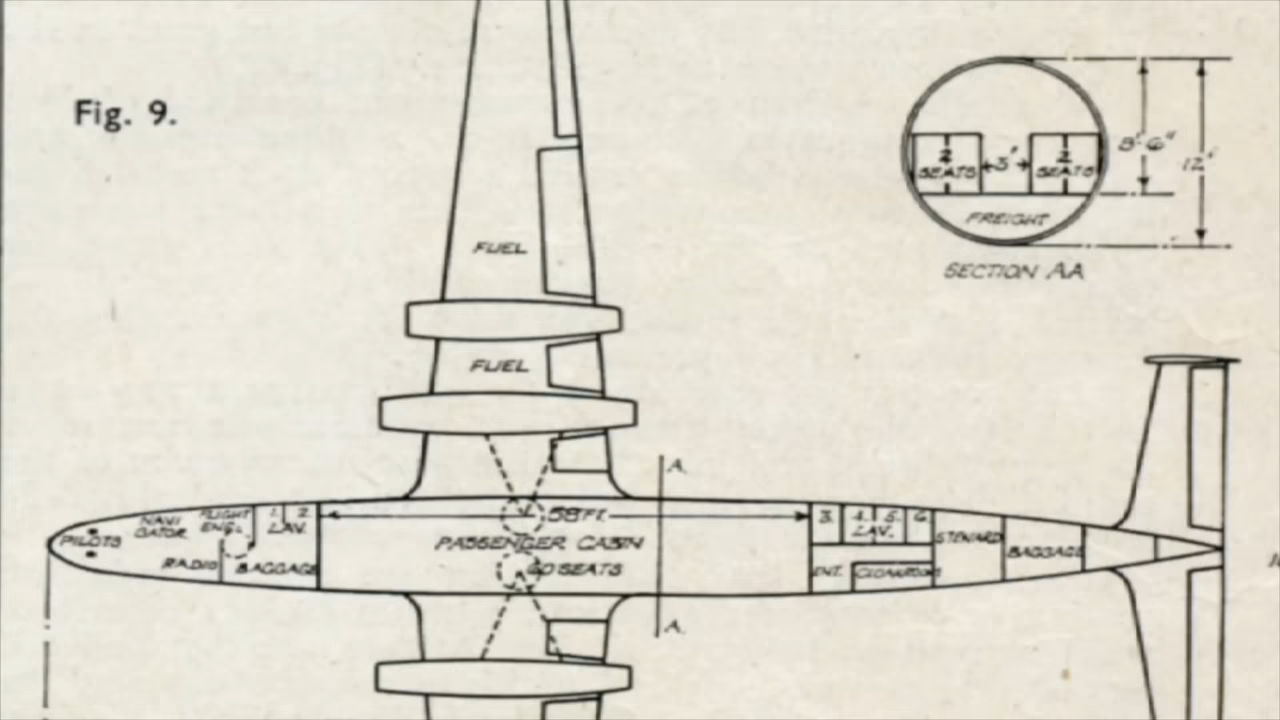 Fig. 9.
2
SEATS
3'
2
SEATS
8'-6"
12'
FREIGHT
SECTION AA
FUEL
FUEL
A.
PILOTS
NAVI
GATOR
FLIGHT
ENG.
1.
2.
LAV.
RADIO
BAGGAGE
58 FT.
PASSENGER CABIN
60 SEATS
3.
4.
5.
6.
LAV.
ENT.
CLOAKROOM
STEWARD
BAGGAGE
A.